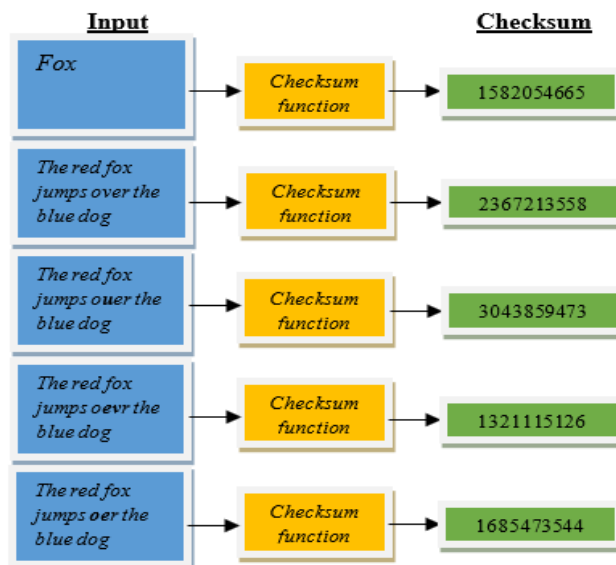 Input Checksum
Fox
Checksum
function
1582054665
The red fox
jumps over the
blue dog
Checksum
function
2367213558
The red fox
jumps ouer the
blue dog
Checksum
function
3043859473
The red fox
jumps oevr the
blue dog
Checksum
function
1321115126
The red fox
jumps oer the
blue dog
Checksum
function
1685473544